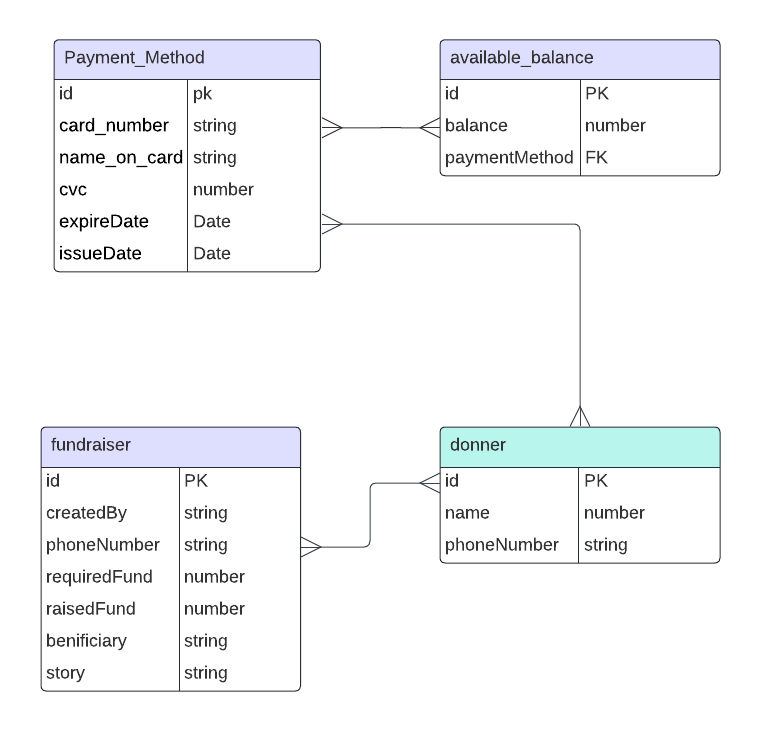 Payment_Method
id pk
card_number string
name_on_card string
cvc number
expireDate Date
issueDate Date
available_balance
id PK
balance number
paymentMethod FK
fundraiser
id PK
createdBy string
phoneNumber string
requiredFund number
raisedFund number
benificiary string
story string
donner
id PK
name number
phoneNumber string